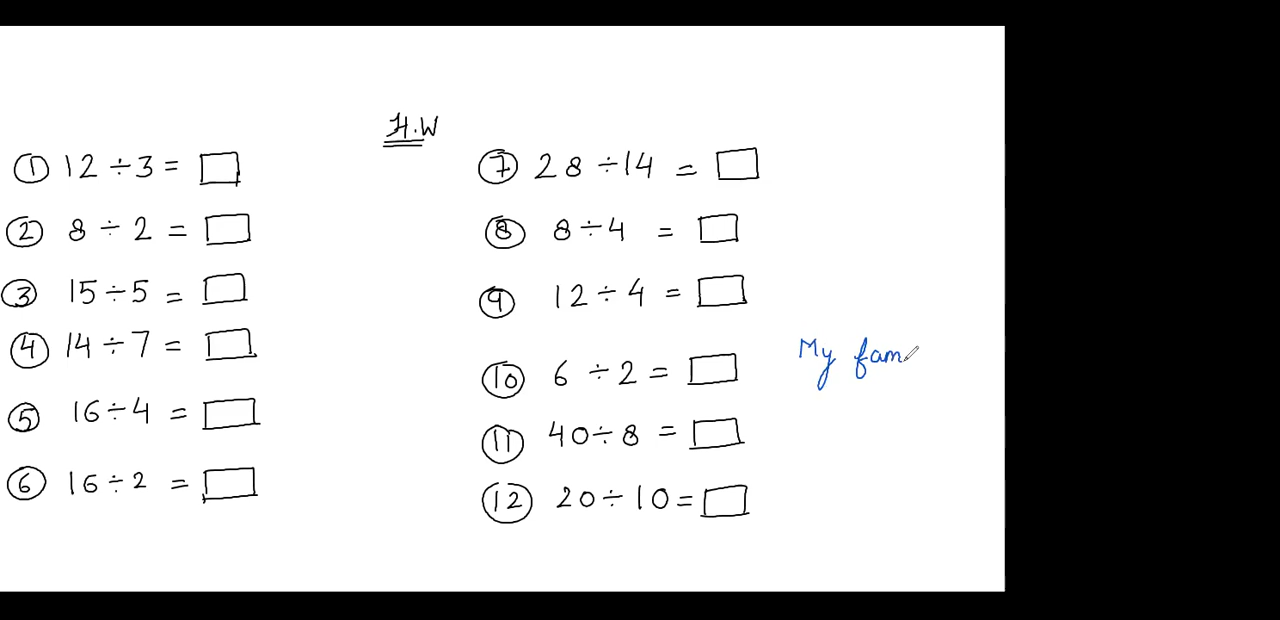 H.W
① 12 ÷ 3 = □
② 8 ÷ 2 = □
③ 15 ÷ 5 = □
④ 14 ÷ 7 = □
⑤ 16 ÷ 4 = □
⑥ 16 ÷ 2 = □
⑦ 28 ÷ 14 = □
⑧ 8 ÷ 4 = □
⑨ 12 ÷ 4 = □
⑩ 6 ÷ 2 = □
⑪ 40 ÷ 8 = □
⑫ 20 ÷ 10 = □
My fam